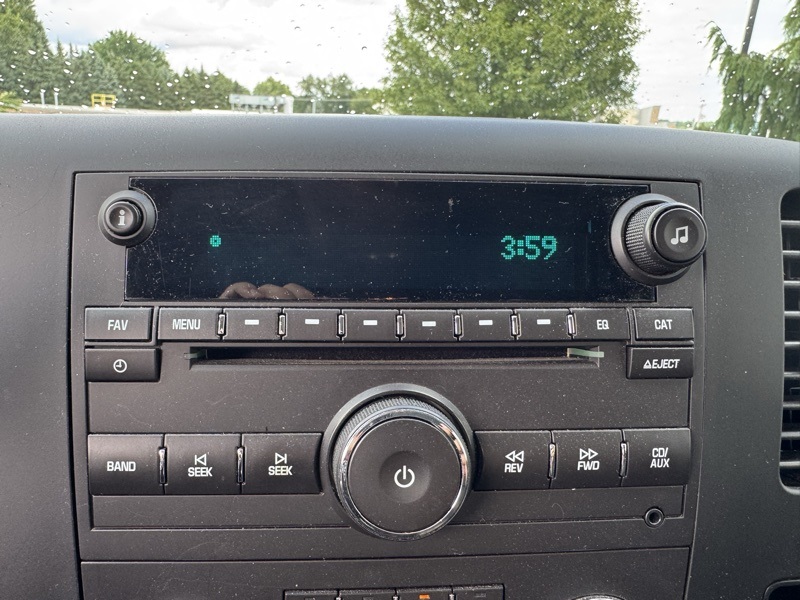 i
3:59
FAV
MENU
EQ
CAT
EJECT
BAND
SEEK
SEEK
REV
FWD
CD/
AUX